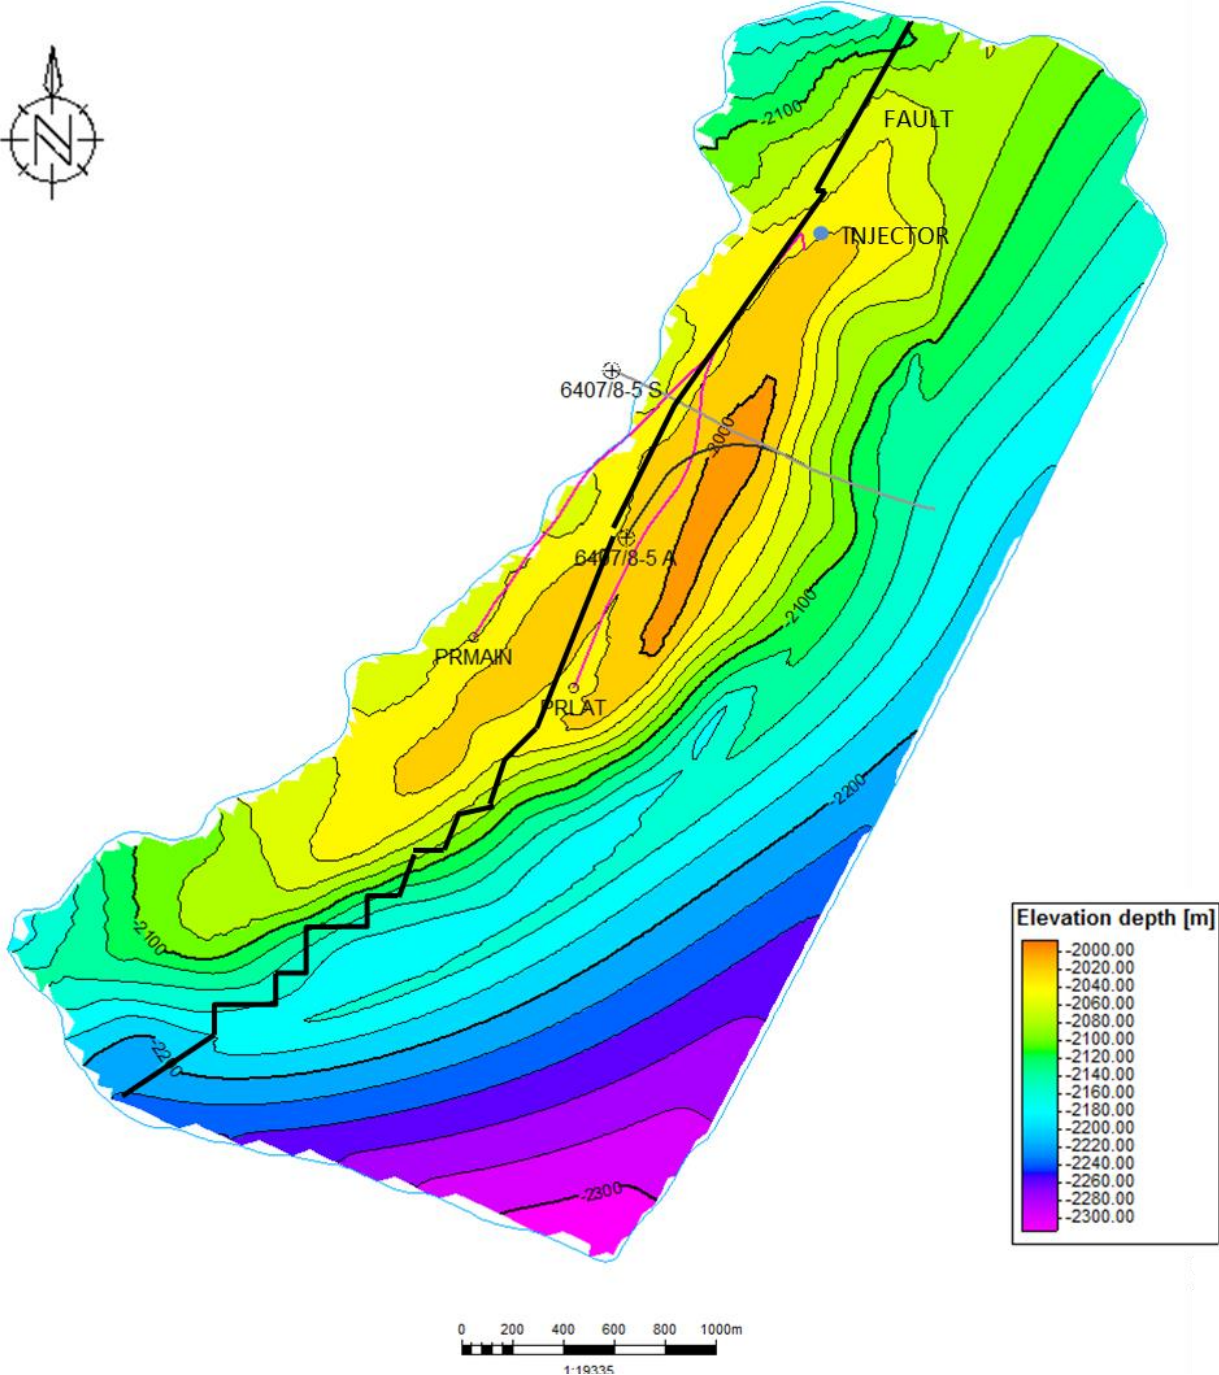 N
-2100
FAULT
INJECTOR
6407/8-5 S
-2000
6407/8-5 A
-2100
PRMAIN
PRLAT
-2200
-2100
-2200
-2300
Elevation depth [m]
-2000.00
-2020.00
-2040.00
-2060.00
-2080.00
-2100.00
-2120.00
-2140.00
-2160.00
-2180.00
-2200.00
-2220.00
-2240.00
-2260.00
-2280.00
-2300.00
0 200 400 600 800 1000m
1:19335